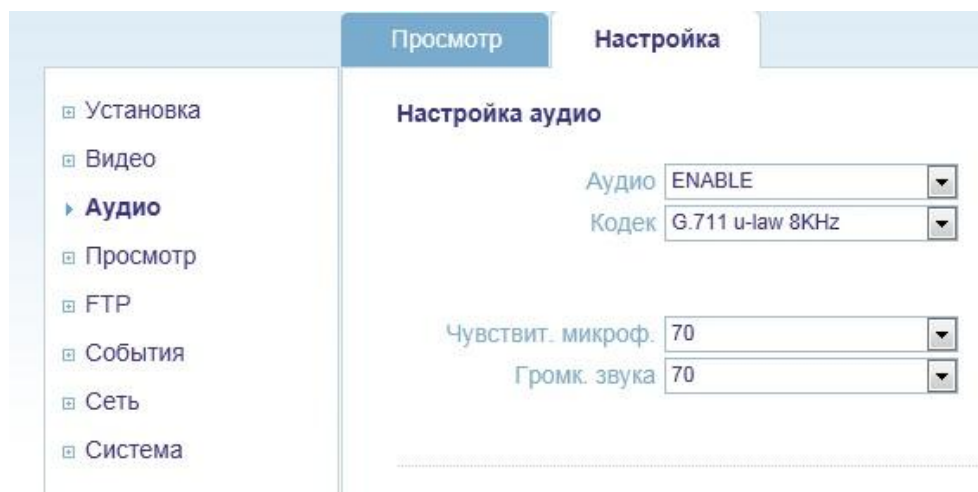 Просмотр
Настройка
Установка
Видео
Аудио
Просмотр
FTP
События
Сеть
Система
Настройка аудио
Аудио ENABLE
Кодек G.711 u-law 8KHz
Чувствит. микроф. 70
Громк. звука 70